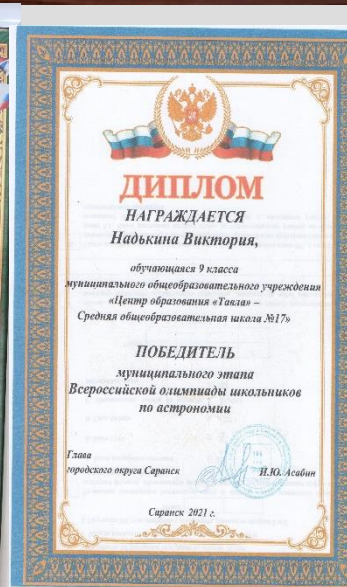 ДИПЛОМ
НАГРАЖДАЕТСЯ
Надькина Виктория,
обучающаяся 9 класса
муниципального общеобразовательного учреждения
«Центр образования «Тавла» –
Средняя общеобразовательная школа №17»
ПОБЕДИТЕЛЬ
муниципального этапа
Всероссийской олимпиады школьников
по астрономии
Глава
городского округа Саранск
И.Ю. Асабин
Саранск 2021 г.